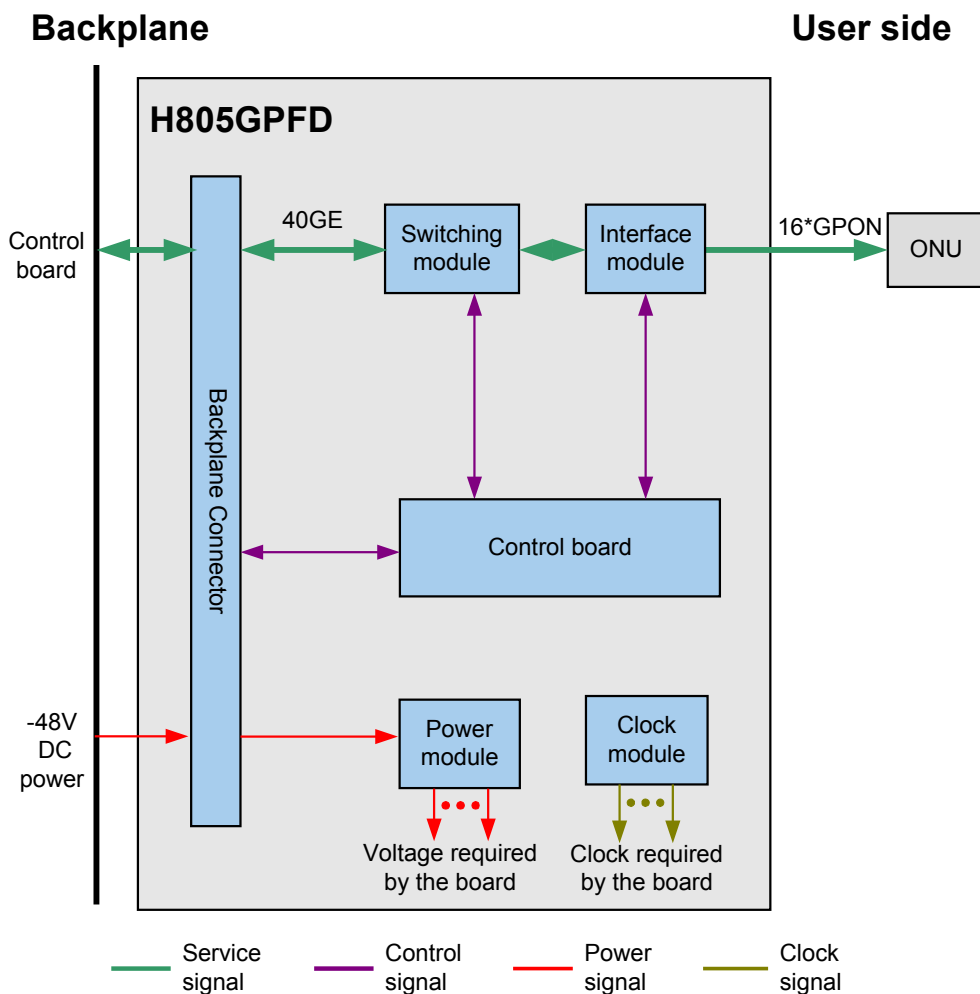 Backplane
User side
H805GPFD
Control
board
40GE
Switching
module
Interface
module
16*GPON
ONU
Backplane Connector
Control board
-48V
DC
power
Power
module
Clock
module
Voltage required
by the board
Clock required
by the board
Service
signal
Control
signal
Power
signal
Clock
signal